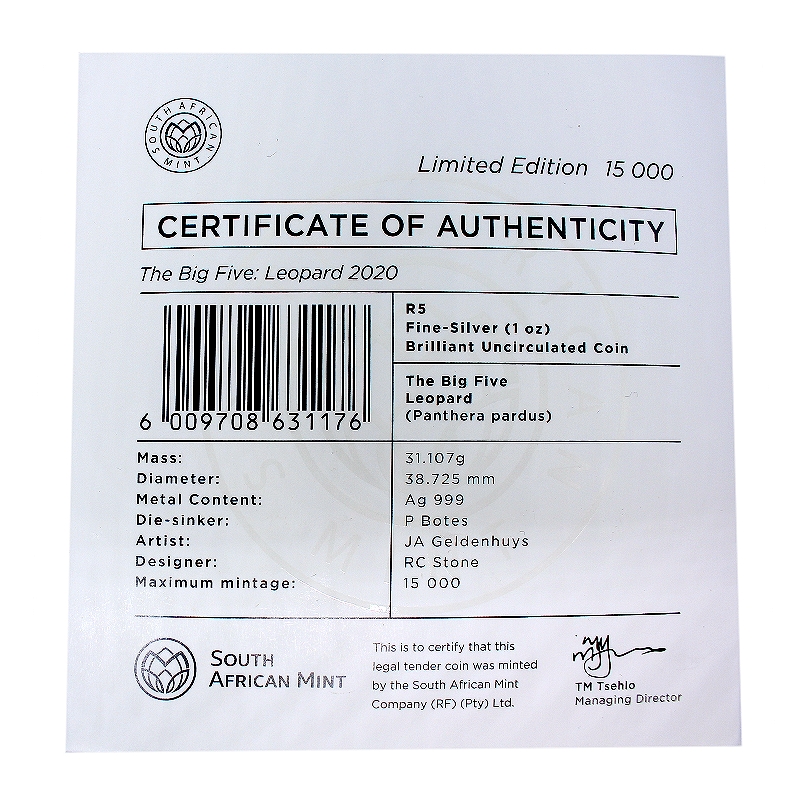 SOUTH AFRICAN MINT
Limited Edition 15 000
CERTIFICATE OF AUTHENTICITY
The Big Five: Leopard 2020
6 009708 631176
R5
Fine-Silver (1 oz)
Brilliant Uncirculated Coin
The Big Five
Leopard
(Panthera pardus)
Mass: 31.107g
Diameter: 38.725 mm
Metal Content: Ag 999
Die-sinker: P Botes
Artist: JA Geldenhuys
Designer: RC Stone
Maximum mintage: 15 000
SOUTH
AFRICAN MINT
This is to certify that this
legal tender coin was minted
by the South African Mint
Company (RF) (Pty) Ltd.
TM Tsehlo
Managing Director